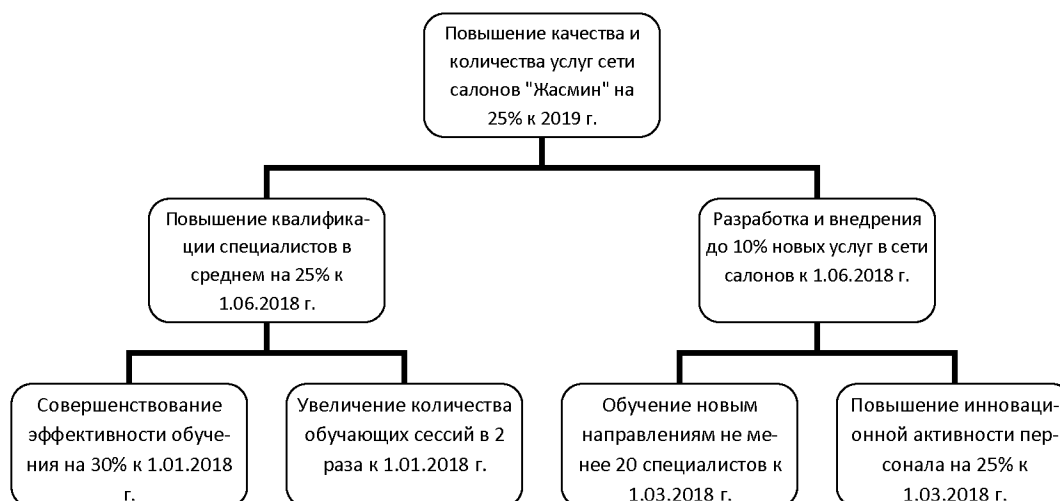 Повышение качества и
количества услуг сети
салонов "Жасмин" на
25% к 2019 г.
Повышение квалифика-
ции специалистов в
среднем на 25% к
1.06.2018 г.
Разработка и внедрения
до 10% новых услуг в сети
салонов к 1.06.2018 г.
Совершенствование
эффективности обуче-
ния на 30% к 1.01.2018
г.
Увеличение количества
обучающих сессий в 2
раза к 1.01.2018 г.
Обучение новым
направлениям не ме-
нее 20 специалистов к
1.03.2018 г.
Повышение инноваци-
онной активности пер-
сонала на 25% к
1.03.2018 г.